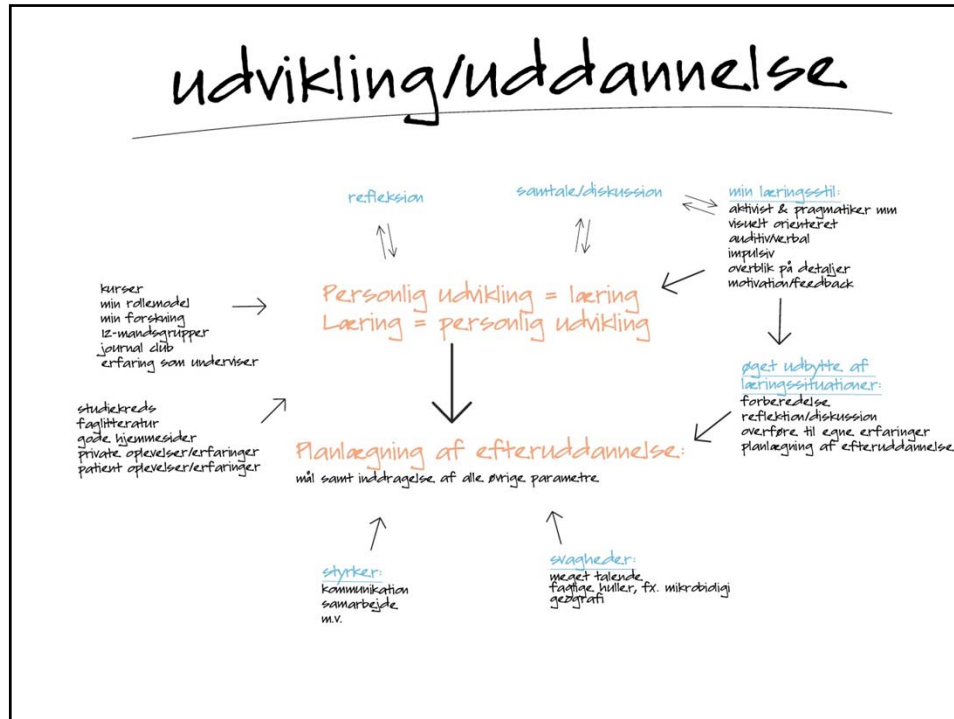 udvikling/uddannelse
refleksion
samtale/diskussion
min læringsstil:
aktivist & pragmatiker mm
visuelt orienteret
auditiv/verbal
impulsiv
overblik på detaljer
motivation/feedback
kurser
min rollemodel
min forskning
12-mandsgrupper
journal club
erfaring som underviser
Personlig udvikling = læring
Læring = personlig udvikling
studiekreds
faglitteratur
gode hjemmesider
private oplevelser/erfaringer
patient oplevelser/erfaringer
øget udbytte af
læringssituationer:
forberedelse
reflektion/diskussion
overføre til egne erfaringer
planlægning af efteruddannelse
Planlægning af efteruddannelse:
mål samt inddragelse af alle øvrige parametre
styrker:
kommunikation
samarbejde
m.v.
svagheder:
meget talende
faglige huller, fx. mikrobidigi
geografi